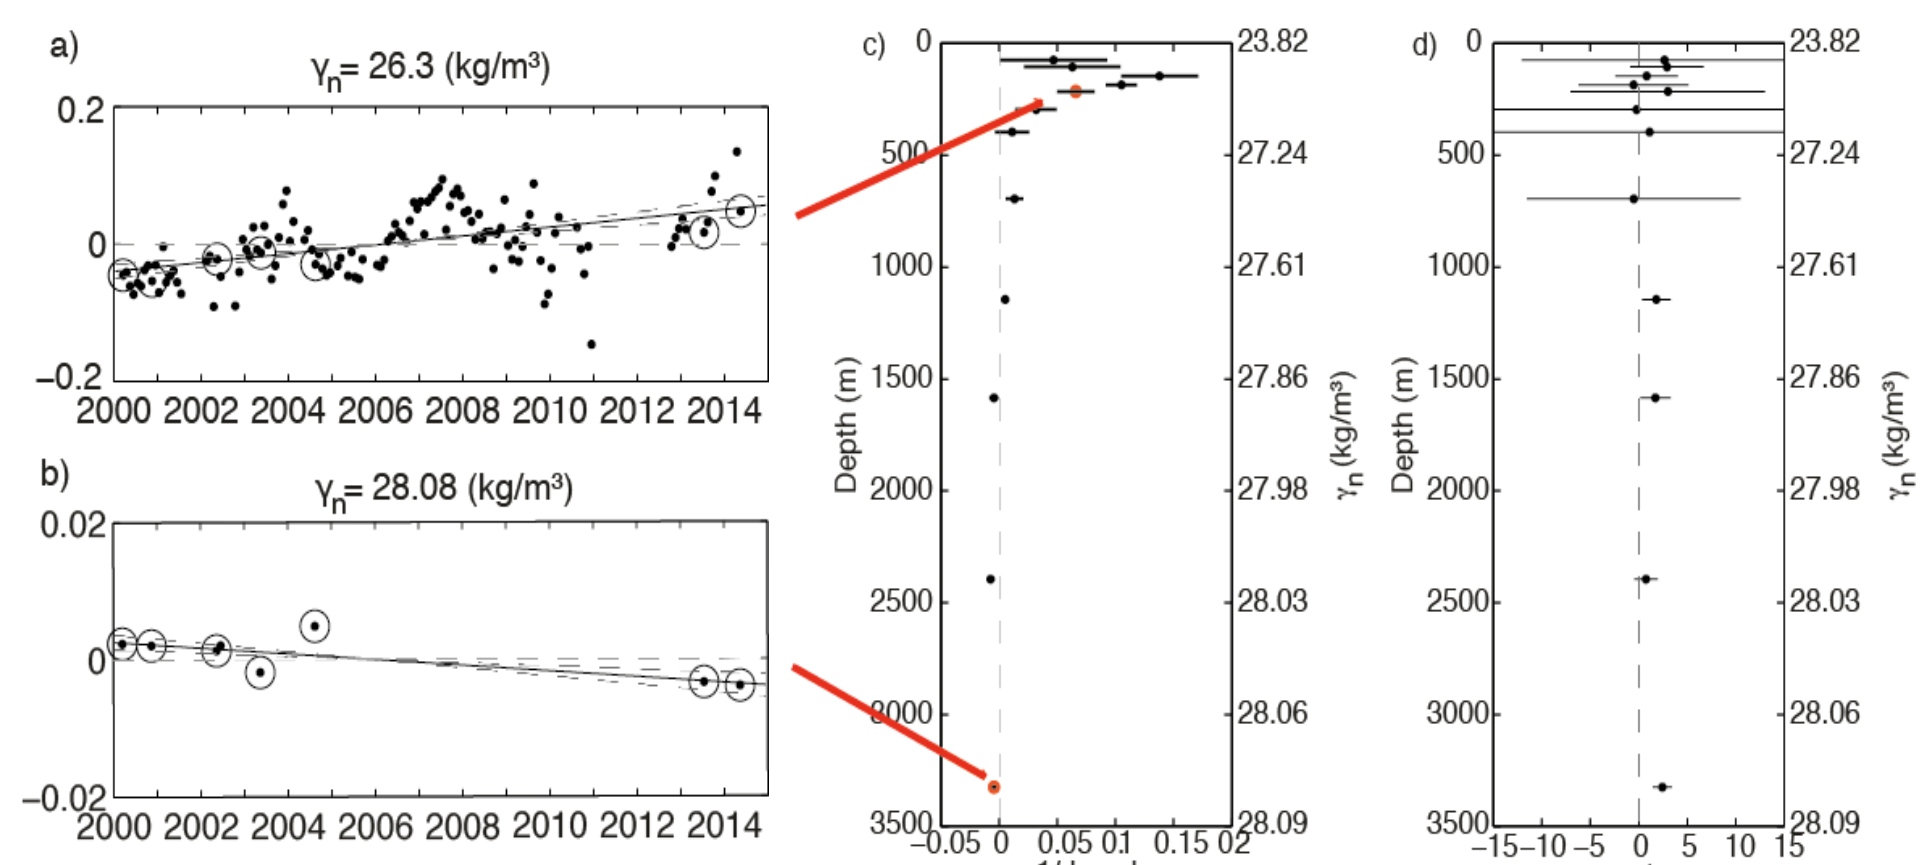 a)
γn= 26.3 (kg/m³)
0.2
0
−0.2
2000 2002 2004 2006 2008 2010 2012 2014
b)
γn= 28.08 (kg/m³)
0.02
0
−0.02
2000 2002 2004 2006 2008 2010 2012 2014
c)
0
500
1000
1500
2000
2500
3000
3500
Depth (m)
23.82
27.24
27.61
27.86
27.98
28.03
28.06
28.09
γn (kg/m³)
−0.05 0 0.05 0.1 0.15 02
d)
0
500
1000
1500
2000
2500
3000
3500
Depth (m)
23.82
27.24
27.61
27.86
27.98
28.03
28.06
28.09
γn (kg/m³)
−15 −10 −5 0 5 10 15